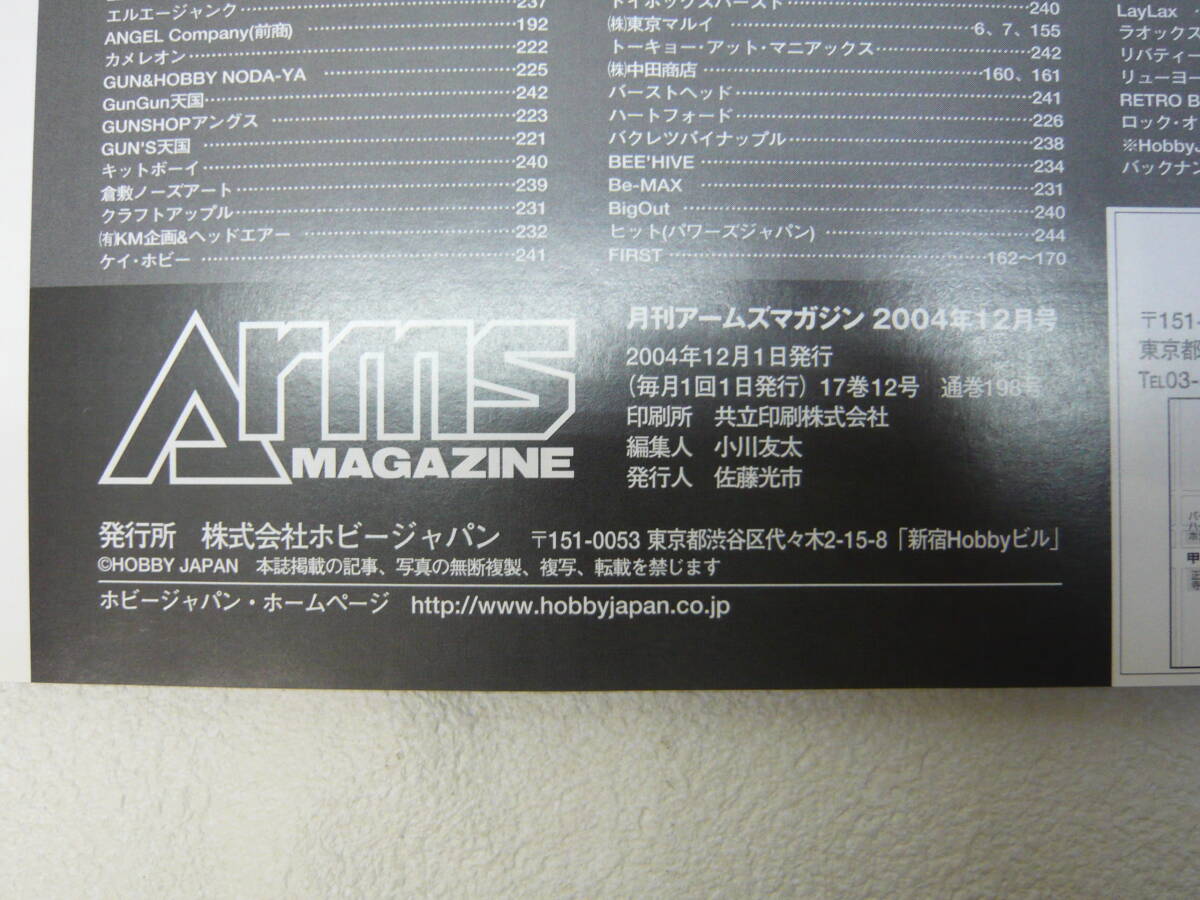 エルエージャンク 237
ANGEL Company(前商) 192
カメレオン 222
GUN&HOBBY NODA-YA 225
GunGun天国 242
GUNSHOPアングス 223
GUN'S天国 221
キットボーイ 240
倉敷ノーズアート 239
クラフトアップル 231
㈲KM企画&ヘッドエアー 232
ケイ・ホビー 241
トイボックスバースト 240
㈱東京マルイ 6、7、155
トーキョー・アット・マニアックス 242
㈱中田商店 160、161
バーストヘッド 241
ハートフォード 226
バクレツパイナップル 238
BEE'HIVE 234
Be-MAX 231
BigOut 240
ヒット(パワーズジャパン) 244
FIRST 162〜170
LayLax
ラオックス
リバティー
リューヨー
RETRO B
ロック・オ
※HobbyJ
バックナン
Arms
MAGAZINE
月刊アームズマガジン 2004年12月号
2004年12月1日発行
(毎月1回1日発行) 17巻12号 通巻198号
印刷所 共立印刷株式会社
編集人 小川友太
発行人 佐藤光市
発行所 株式会社ホビージャパン 〒151-0053 東京都渋谷区代々木2-15-8「新宿Hobbyビル」
©HOBBY JAPAN 本誌掲載の記事、写真の無断複製、複写、転載を禁じます
ホビージャパン・ホームページ http://www.hobbyjapan.co.jp
〒151-
東京都
TEL03-